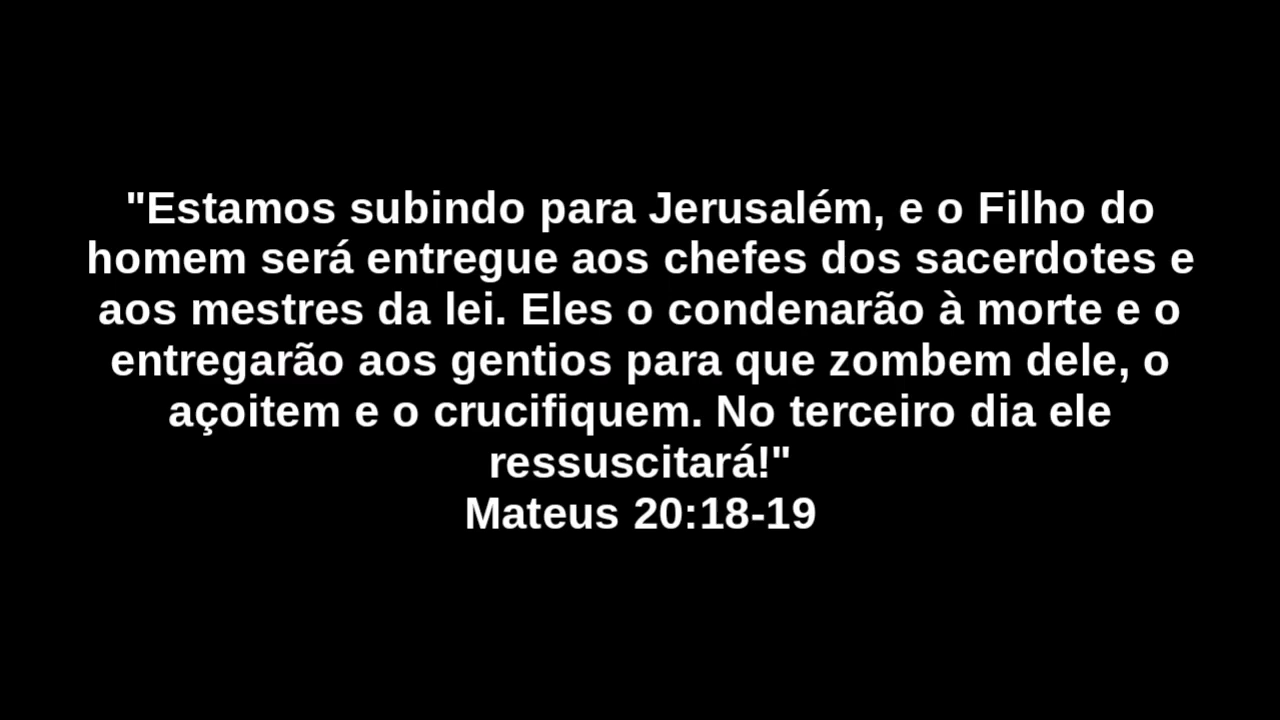 "Estamos subindo para Jerusalém, e o Filho do
homem será entregue aos chefes dos sacerdotes e
aos mestres da lei. Eles o condenarão à morte e o
entregarão aos gentios para que zombem dele, o
açoitem e o crucifiquem. No terceiro dia ele
ressuscitará!"
Mateus 20:18-19